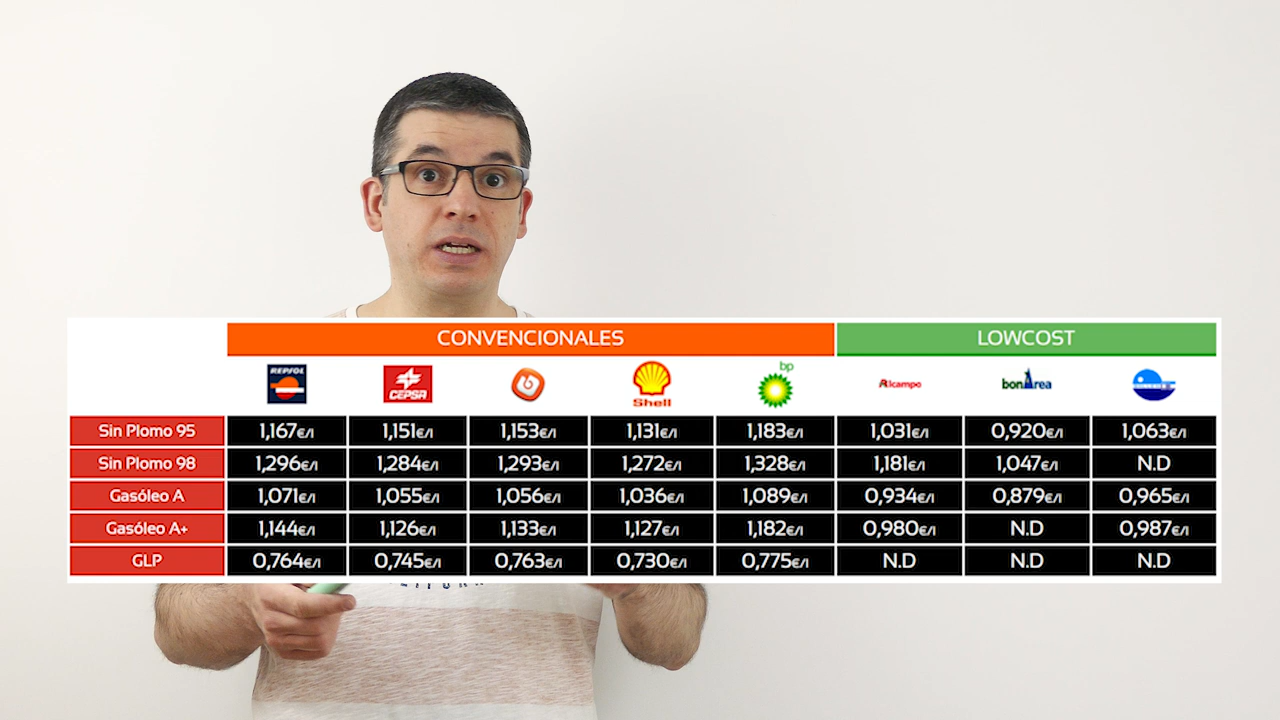 CONVENCIONALES LOWCOST
REPSOL CEPSA Shell bp Alcampo bonÀrea
Sin Plomo 95 1,167€/l 1,151€/l 1,153€/l 1,131€/l 1,183€/l 1,031€/l 0,920€/l 1,063€/l
Sin Plomo 98 1,296€/l 1,284€/l 1,293€/l 1,272€/l 1,328€/l 1,181€/l 1,047€/l N.D
Gasóleo A 1,071€/l 1,055€/l 1,056€/l 1,036€/l 1,089€/l 0,934€/l 0,879€/l 0,965€/l
Gasóleo A+ 1,144€/l 1,126€/l 1,133€/l 1,127€/l 1,182€/l 0,980€/l N.D 0,987€/l
GLP 0,764€/l 0,745€/l 0,763€/l 0,730€/l 0,775€/l N.D N.D N.D